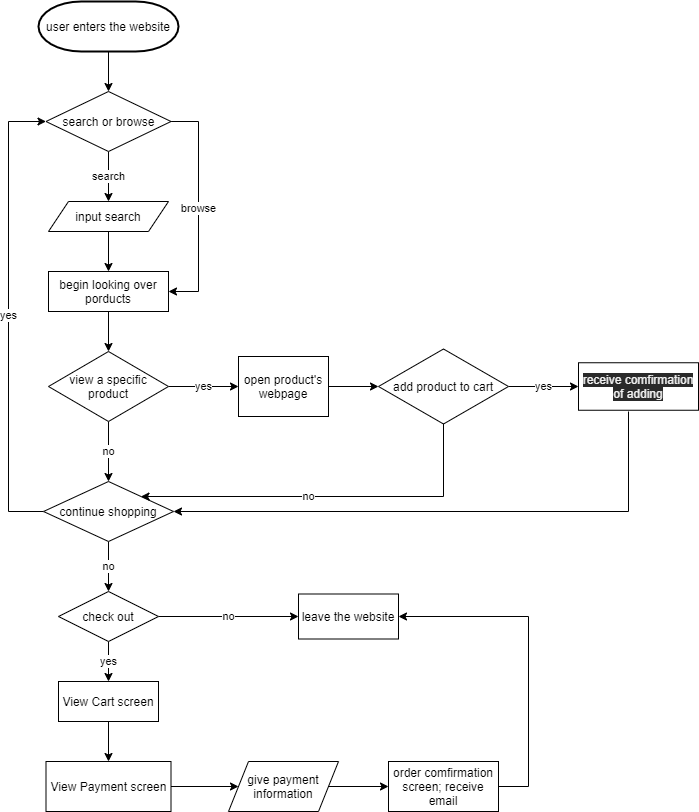 user enters the website
search or browse
search
input search
browse
begin looking over
porducts
yes
view a specific
product
yes
open product's
webpage
add product to cart
yes
receive comfirmation
of adding
no
no
continue shopping
no
check out
no
leave the website
yes
View Cart screen
View Payment screen
give payment
information
order comfirmation
screen; receive
email